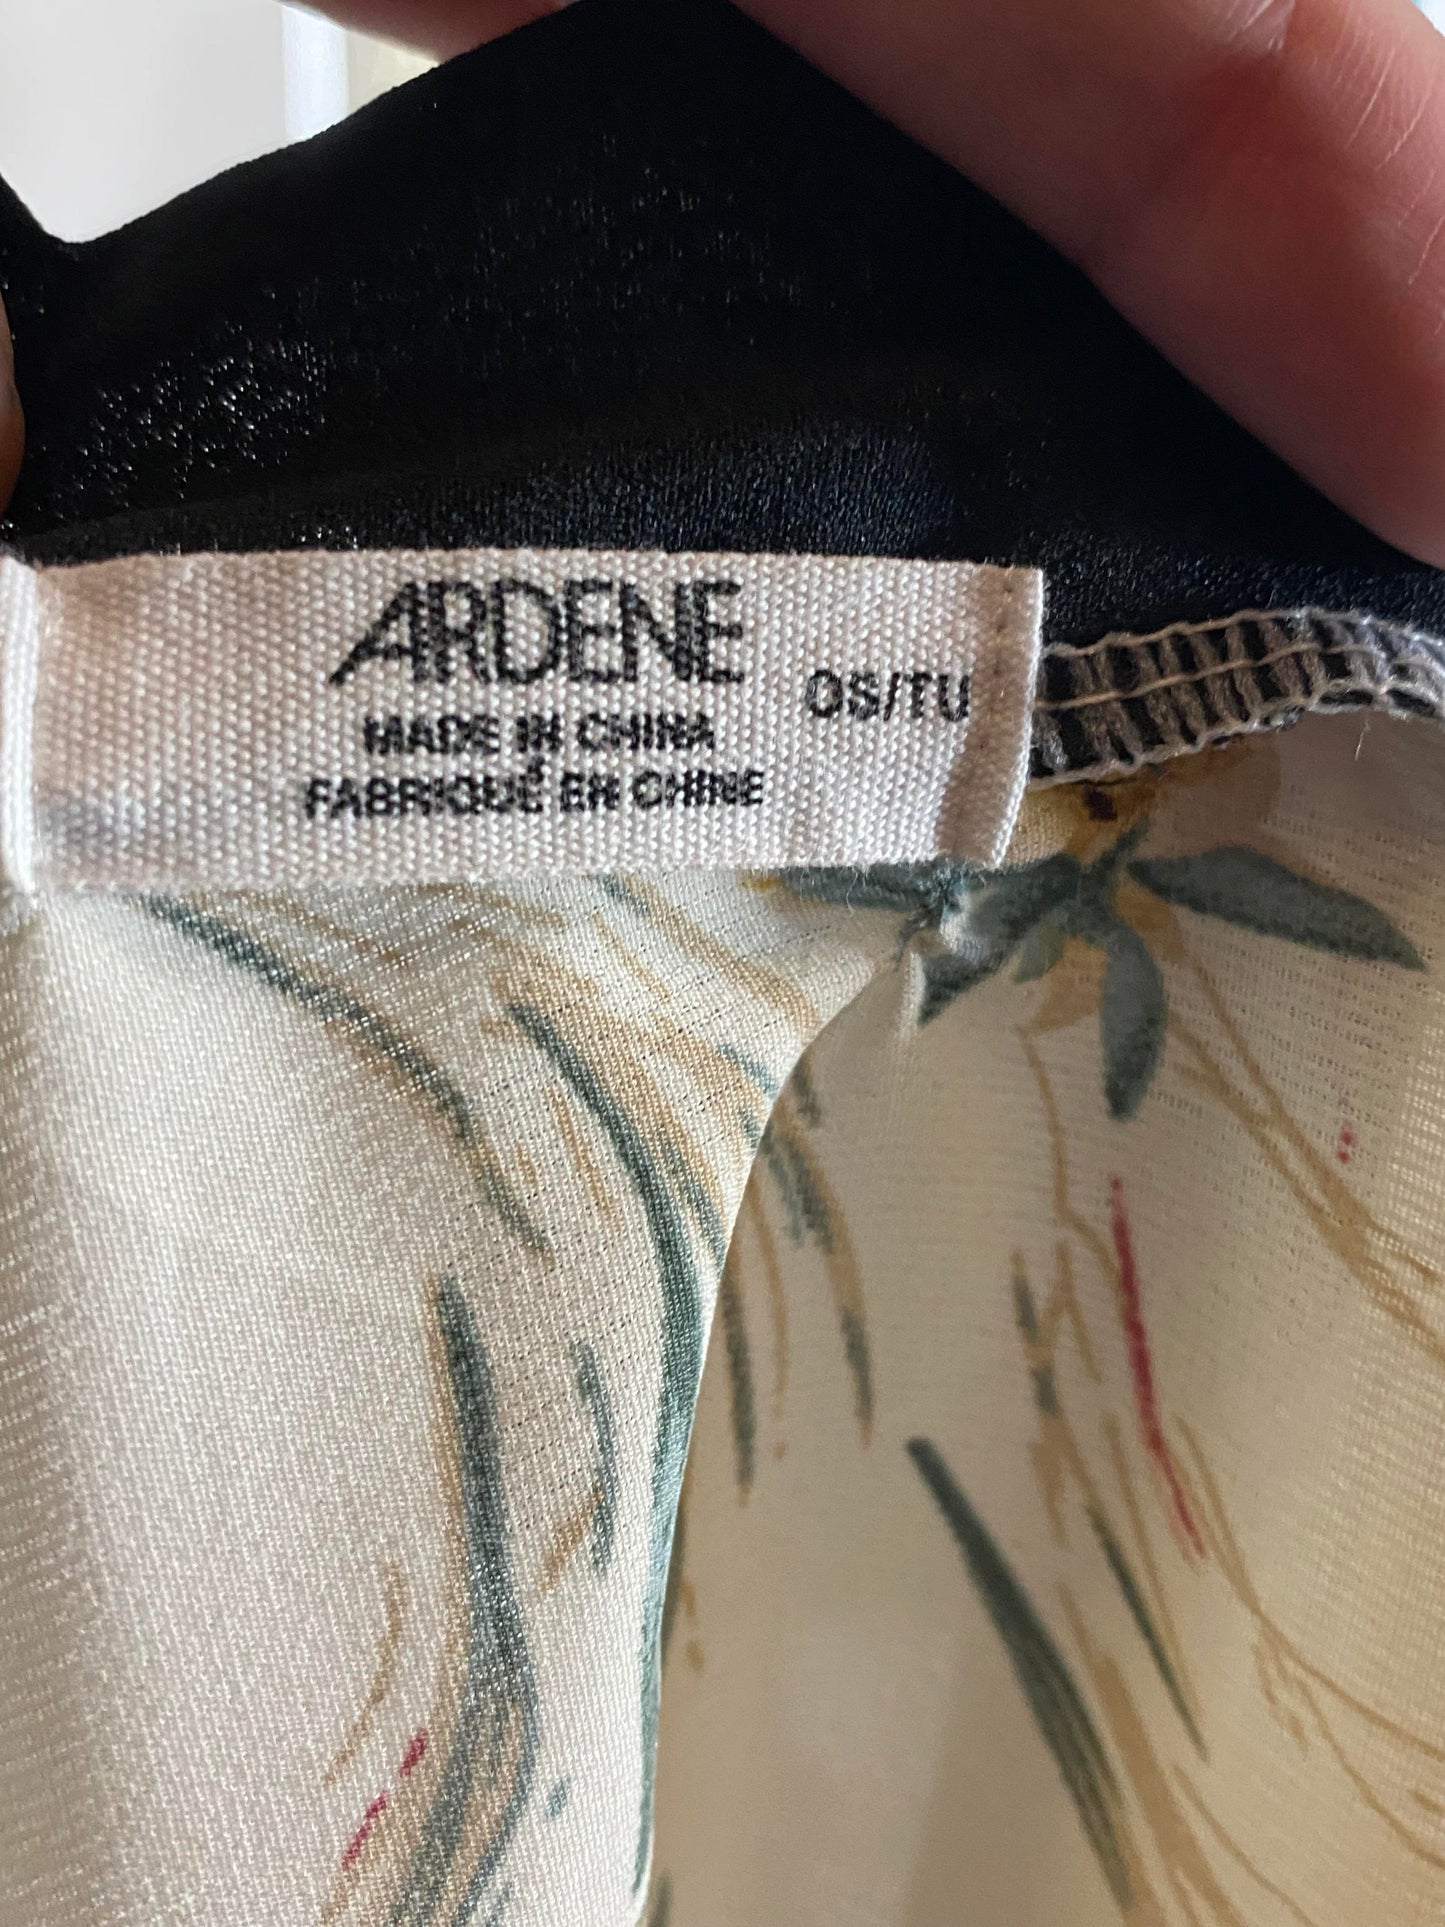 ARDENE
OS/TU
MADE IN CHINA
FABRIQUÉ EN CHINE